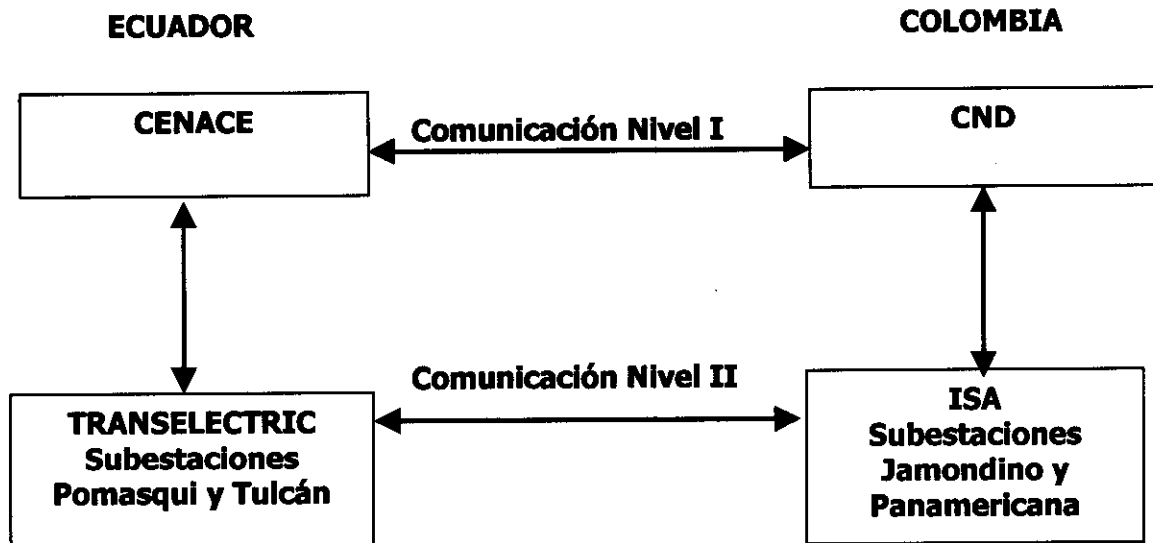 ECUADOR
COLOMBIA
CENACE
Comunicación Nivel I
CND
Comunicación Nivel II
TRANSELECTRIC
Subestaciones
Pomasqui y Tulcán
ISA
Subestaciones
Jamondino y
Panamericana